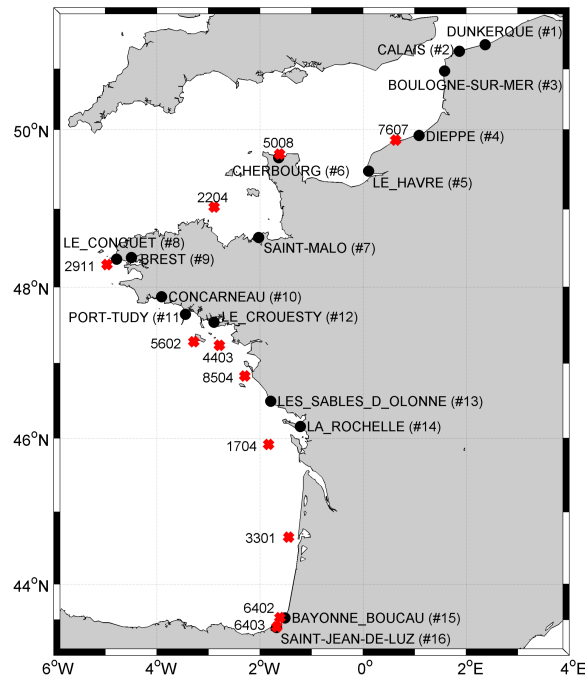 DUNKERQUE (#1)
CALAIS (#2)
BOULOGNE-SUR-MER (#3)
50°N
5008
7607
DIEPPE (#4)
CHERBOURG (#6)
LE_HAVRE (#5)
2204
LE_CONQUET (#8)
SAINT-MALO (#7)
2911
BREST (#9)
48°N
CONCARNEAU (#10)
PORT-TUDY (#11)
LE_CROUESTY (#12)
5602
4403
8504
LES_SABLES_D_OLONNE (#13)
LA_ROCHELLE (#14)
46°N
1704
3301
44°N
6402
BAYONNE_BOUCAU (#15)
6403
SAINT-JEAN-DE-LUZ (#16)
6°W
4°W
2°W
0°
2°E
4°E